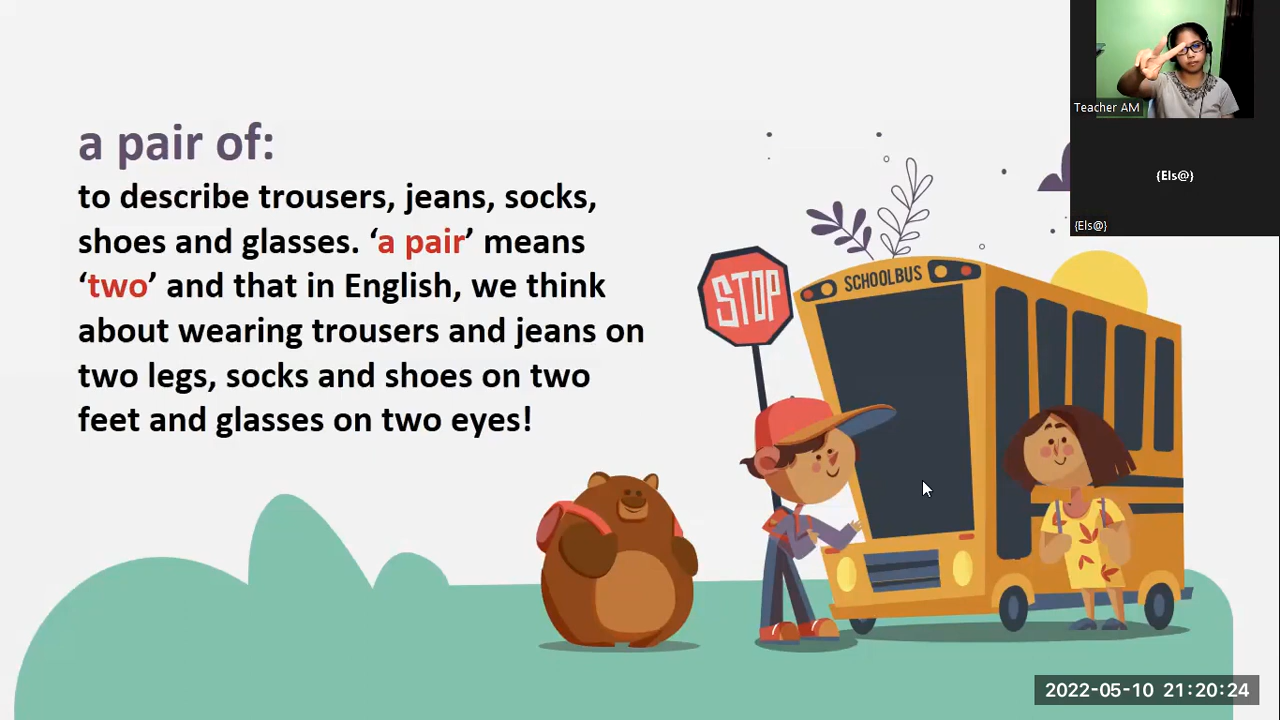 a pair of:
to describe trousers, jeans, socks,
shoes and glasses. ‘a pair’ means
‘two’ and that in English, we think
about wearing trousers and jeans on
two legs, socks and shoes on two
feet and glasses on two eyes!
STOP
SCHOOLBUS
Teacher AM
{Els@}
{Els@}
2022-05-10 21:20:24